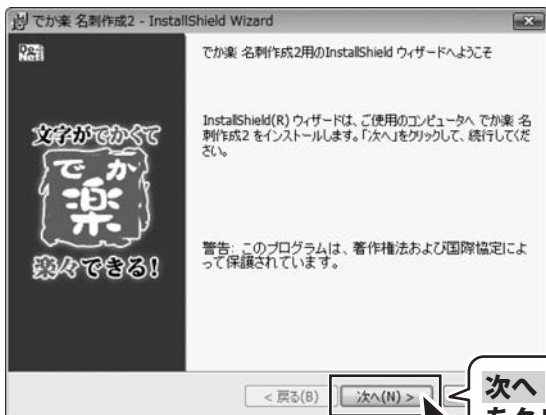 でか楽 名刺作成2 - InstallShield Wizard
De-Net!
でか楽 名刺作成2用のInstallShield ウィザードへようこそ
文字がでかくて
でか
楽
楽々できる!
InstallShield(R) ウィザードは、ご使用のコンピュータへ でか楽 名
刺作成2 をインストールします。「次へ」をクリックして、続行してくだ
さい。
警告: このプログラムは、著作権法および国際協定によ
って保護されています。
< 戻る(B)
次へ(N) >
次へ